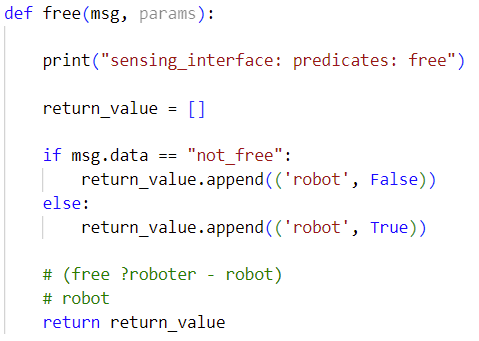 def free(msg, params):
print("sensing_interface: predicates: free")
return_value = []
if msg.data == "not_free":
return_value.append(('robot', False))
else:
return_value.append(('robot', True))
# (free ?roboter - robot)
# robot
return return_value